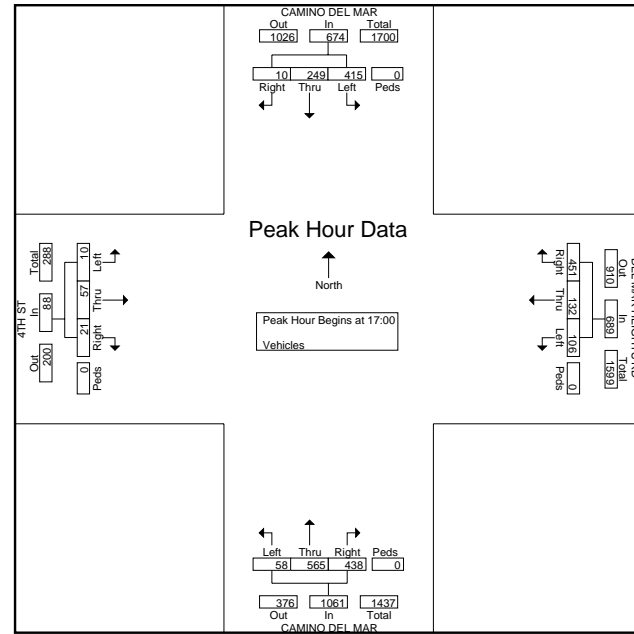 CAMINO DEL MAR
Out In Total
1026 674 1700
10 249 415 0
Right Thru Left Peds
Peak Hour Data
North
Peak Hour Begins at 17:00
Vehicles
4TH ST
Total In Out
288 88 200
10 57 21 0
Left Thru Right Peds
Out In Total
910 689 1599
451 132 106 0
Right Thru Left Peds
Left Thru Right Peds
58 565 438 0
376 1061 1437
Out In Total
CAMINO DEL MAR